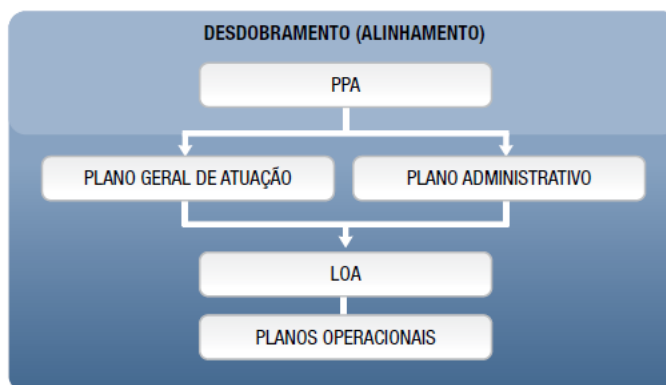 DESDOBRAMENTO (ALINHAMENTO)
PPA
PLANO GERAL DE ATUAÇÃO
PLANO ADMINISTRATIVO
LOA
PLANOS OPERACIONAIS